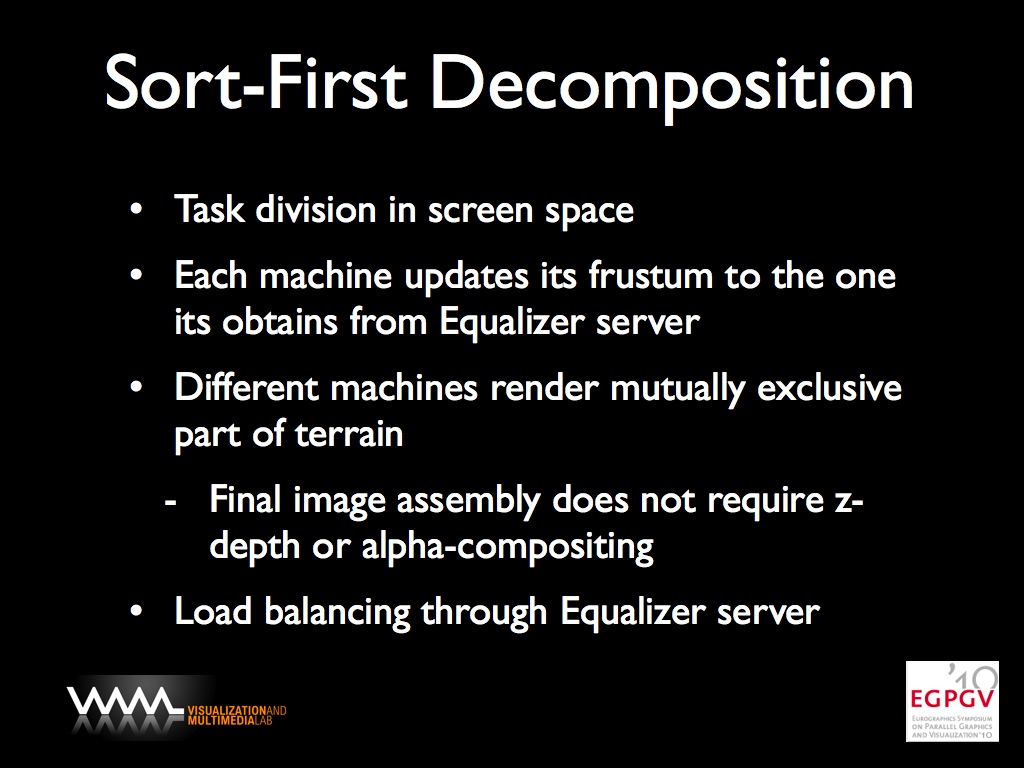 Sort-First Decomposition
• Task division in screen space
• Each machine updates its frustum to the one
its obtains from Equalizer server
• Different machines render mutually exclusive
part of terrain
- Final image assembly does not require z-
depth or alpha-compositing
• Load balancing through Equalizer server
VMML
VISUALIZATIONAND
MULTIMEDIALAB
'10
EGPGV
Eurographics Symposium
on Parallel Graphics
and Visualization'10